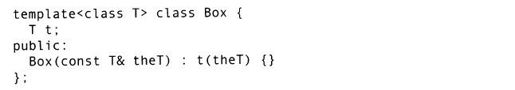 template<class T> class Box {
  T t;
public:
  Box(const T& theT) : t(theT) {}
};